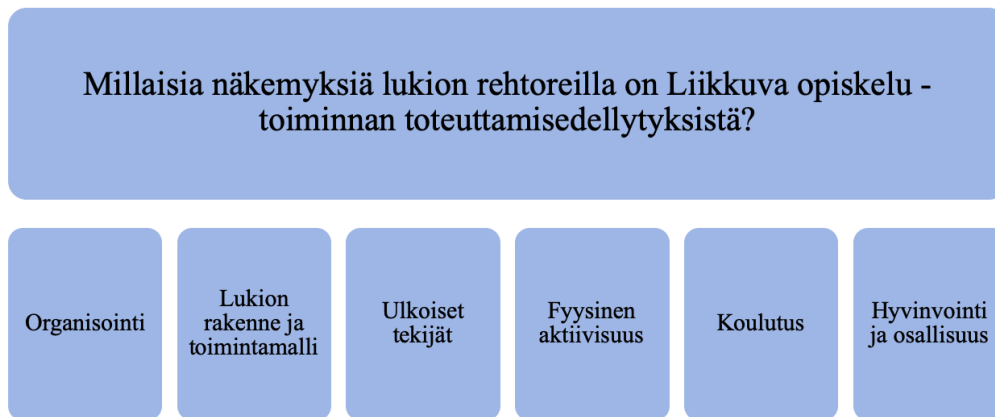 Millaisia näkemyksiä lukion rehtoreilla on Liikkuva opiskelu -
toiminnan toteuttamisedellytyksistä?
Organisointi
Lukion
rakenne ja
toimintamalli
Ulkoiset
tekijät
Fyysinen
aktiivisuus
Koulutus
Hyvinvointi
ja osallisuus